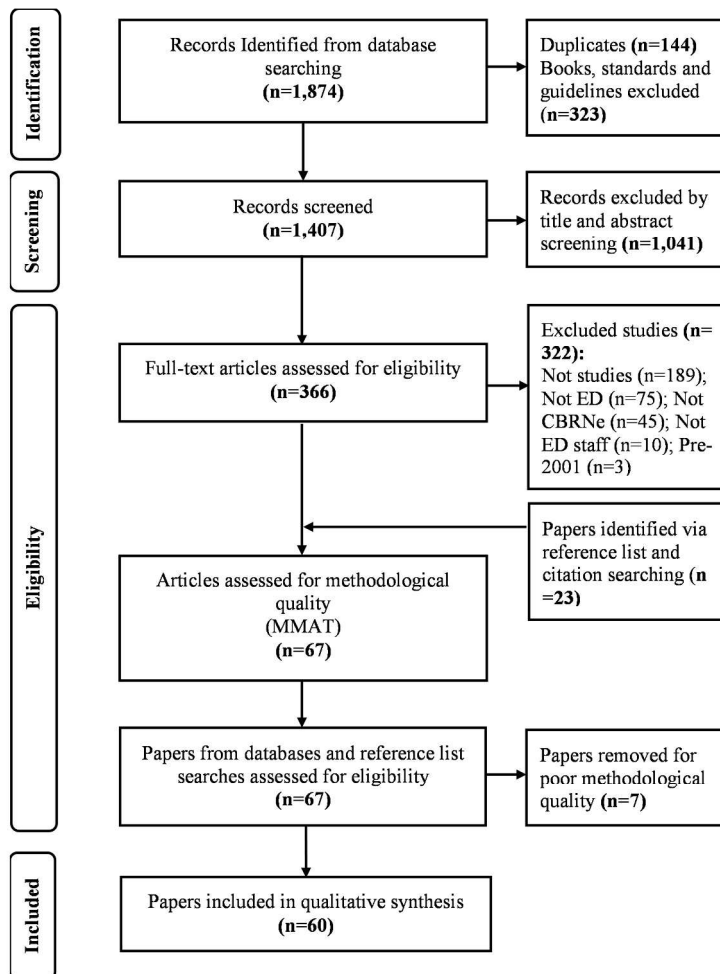 Identification
Records Identified from database
searching
(n=1,874)
Duplicates (n=144)
Books, standards and
guidelines excluded
(n=323)
Screening
Records screened
(n=1,407)
Records excluded by
title and abstract
screening (n=1,041)
Eligibility
Full-text articles assessed for eligibility
(n=366)
Excluded studies (n=
322):
Not studies (n=189);
Not ED (n=75); Not
CBRNe (n=45); Not
ED staff (n=10); Pre-
2001 (n=3)
Papers identified via
reference list and
citation searching (n
=23)
Articles assessed for methodological
quality
(MMAT)
(n=67)
Papers from databases and reference list
searches assessed for eligibility
(n=67)
Papers removed for
poor methodological
quality (n=7)
Included
Papers included in qualitative synthesis
(n=60)